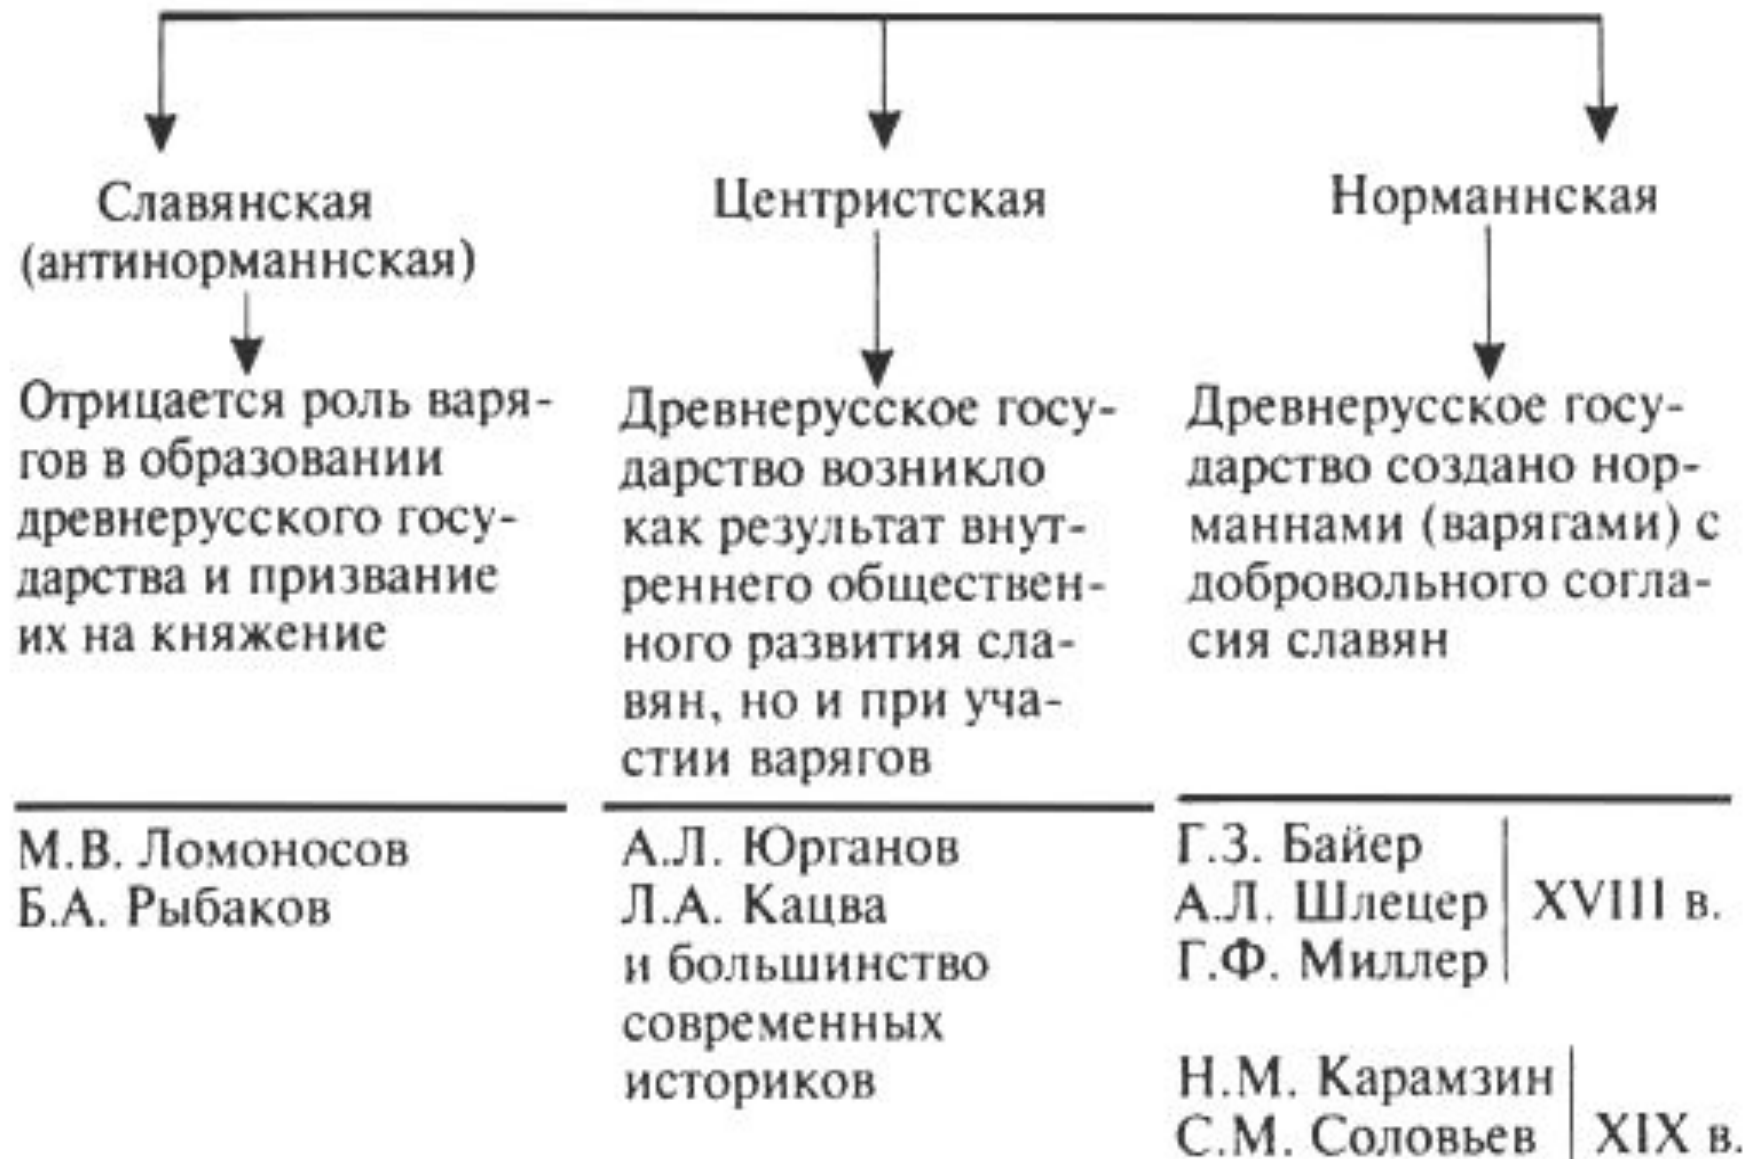 Славянская
(антинорманнская)
Отрицается роль варя-
гов в образовании
древнерусского госу-
дарства и призвание
их на княжение
М.В. Ломоносов
Б.А. Рыбаков
Центристская
Древнерусское госу-
дарство возникло
как результат внут-
реннего обществен-
ного развития сла-
вян, но и при уча-
стии варягов
А.Л. Юрганов
Л.А. Кацва
и большинство
современных
историков
Норманнская
Древнерусское госу-
дарство создано нор-
маннами (варягами) с
добровольного согла-
сия славян
Г.З. Байер
А.Л. Шлецер
Г.Ф. Миллер
XVIII в.
Н.М. Карамзин
С.М. Соловьев
XIX в.